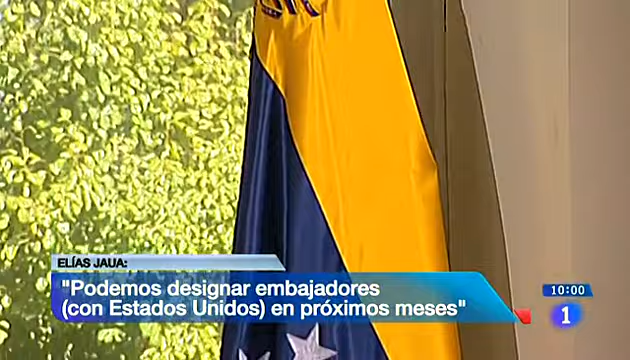 ELÍAS JAUA:
"Podemos designar embajadores
(con Estados Unidos) en próximos meses"
10:00
1